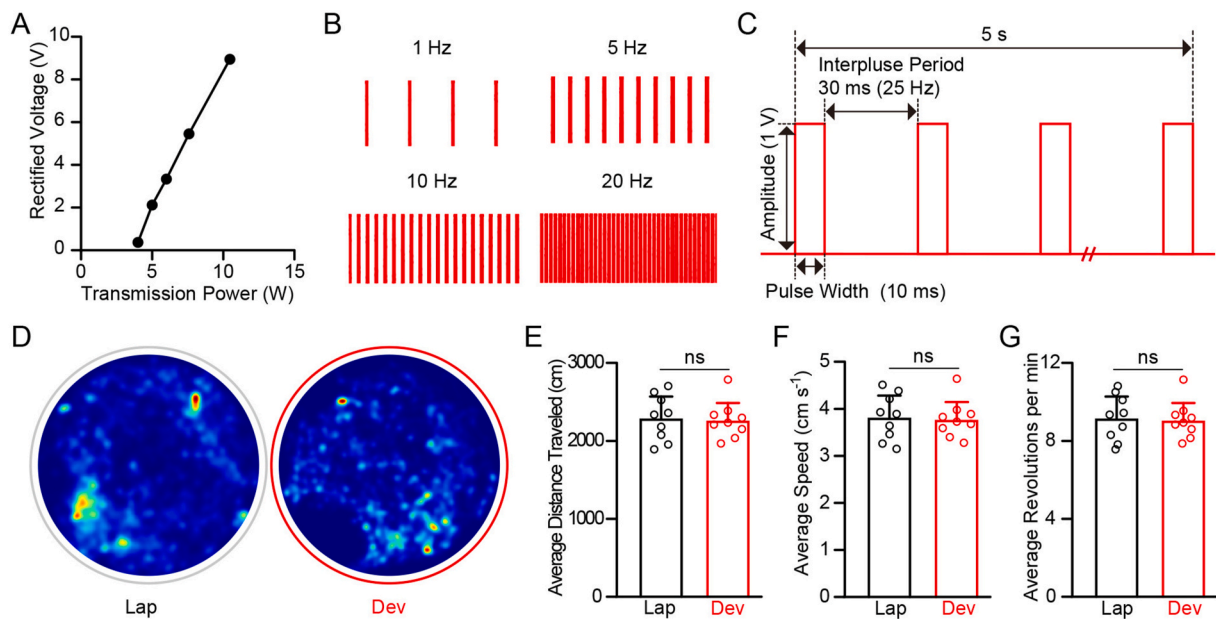 A
Rectified Voltage (V)
10
8
6
4
2
0
0
5
10
15
Transmission Power (W)
B
1 Hz
5 Hz
10 Hz
20 Hz
C
5 s
Interpluse Period
30 ms (25 Hz)
Amplitude (1 V)
Pulse Width (10 ms)
D
Lap
Dev
E
Average Distance Traveled (cm)
3000
2000
1000
0
ns
Lap
Dev
F
Average Speed (cm s-1)
5
4
3
2
1
0
ns
Lap
Dev
G
Average Revolutions per min
12
8
4
0
ns
Lap
Dev